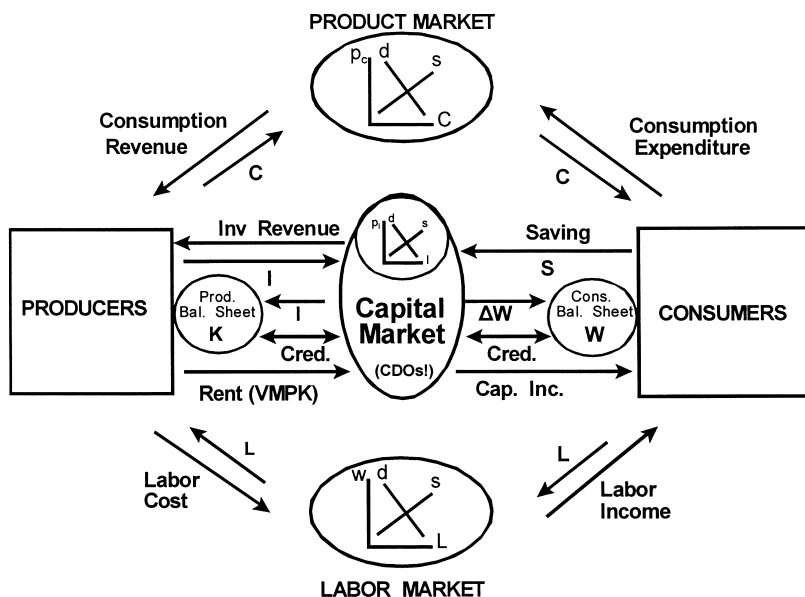 PRODUCT MARKET
p_c d s
C
Consumption
Revenue
C
Consumption
Expenditure
C
p_I d s
I
Inv Revenue
Saving
I
S
PRODUCERS
Prod.
Bal. Sheet
K
I
Capital
Market
ΔW
Cons.
Bal. Sheet
W
CONSUMERS
Cred.
(CDOs!)
Cred.
Rent (VMPK)
Cap. Inc.
L
L
Labor
Cost
w d s
L
Labor
Income
LABOR MARKET